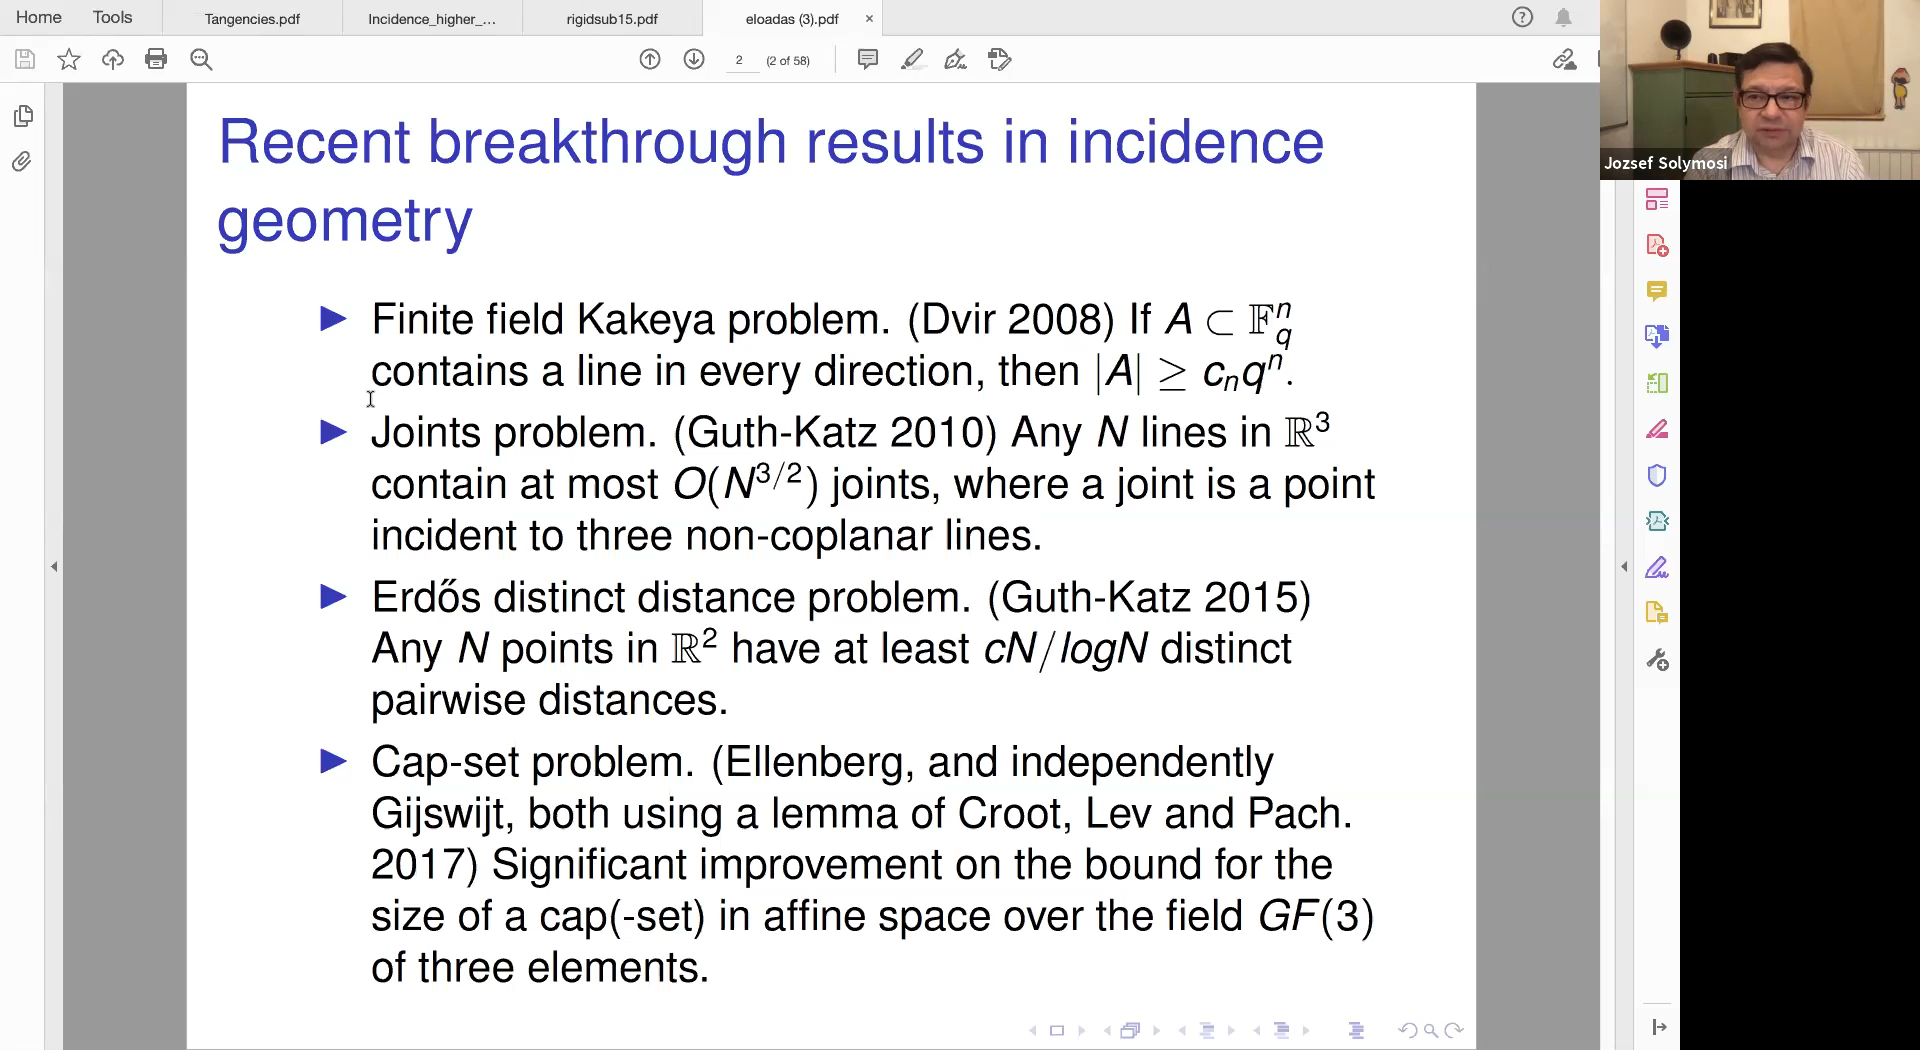 Home Tools Tangencies.pdf Incidence_higher_... rigidsub15.pdf eloadas (3).pdf ×
2 (2 of 58)
Jozsef Solymosi
Recent breakthrough results in incidence
geometry
Finite field Kakeya problem. (Dvir 2008) If A ⊂ 𝔽_q^n
contains a line in every direction, then |A| ≥ c_n q^n.
Joints problem. (Guth-Katz 2010) Any N lines in ℝ^3
contain at most O(N^{3/2}) joints, where a joint is a point
incident to three non-coplanar lines.
Erdős distinct distance problem. (Guth-Katz 2015)
Any N points in ℝ^2 have at least cN/logN distinct
pairwise distances.
Cap-set problem. (Ellenberg, and independently
Gijswijt, both using a lemma of Croot, Lev and Pach.
2017) Significant improvement on the bound for the
size of a cap(-set) in affine space over the field GF(3)
of three elements.